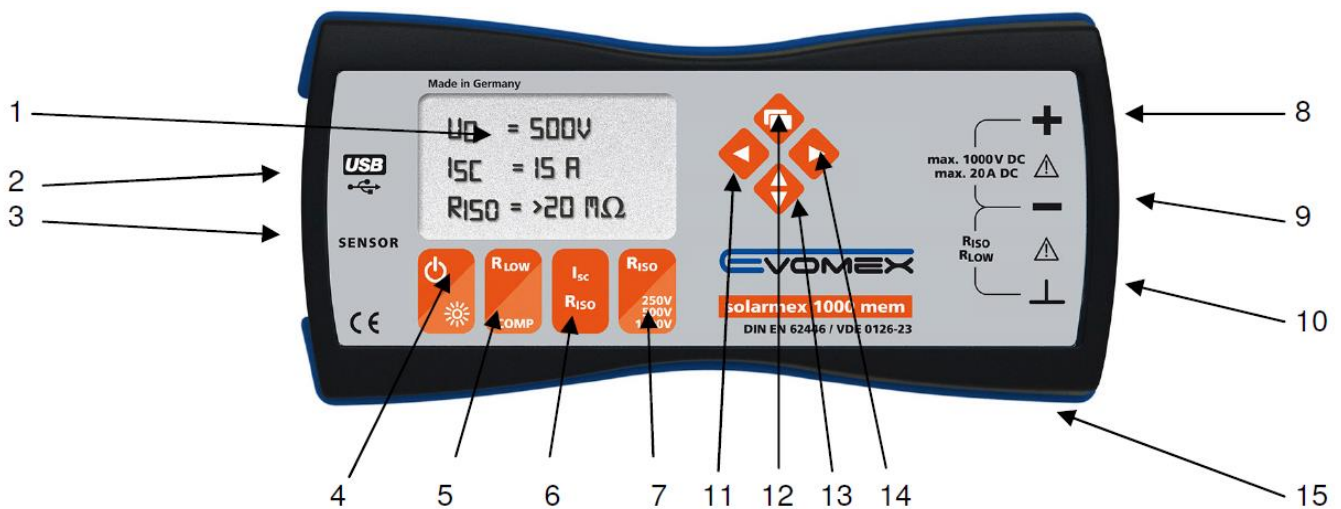 Made in Germany
U0 = 500V
ISC = 15 A
RISO = >20 MΩ
USB
SENSOR
CE
RLOW
COMP
Isc
RISO
RISO
250V
500V
max. 1000V DC
max. 20A DC
RISO
RLOW
EVOMEX
solarmex 1000 mem
DIN EN 62446 / VDE 0126-23
1
2
3
4
5
6
7
11
12
13
14
8
9
10
15